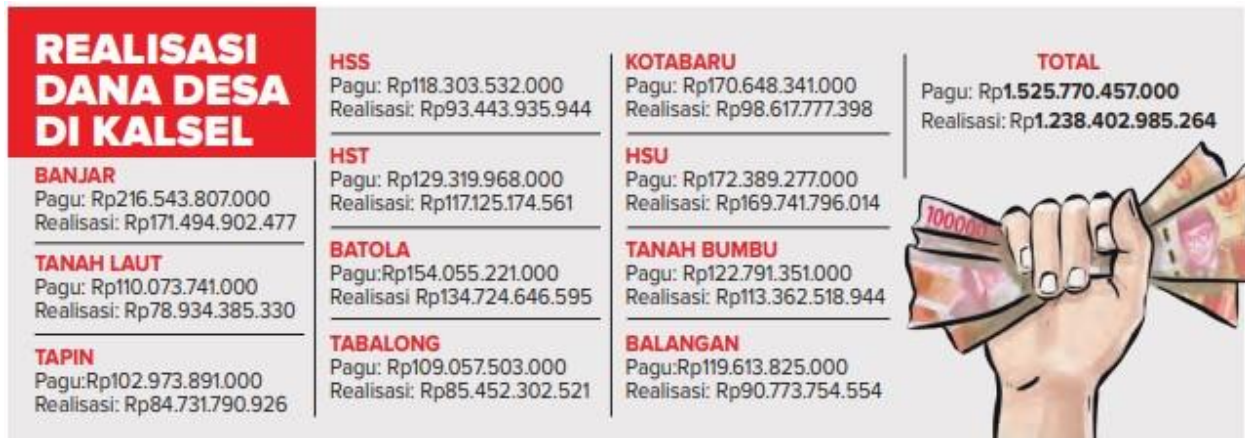 REALISASI
DANA DESA
DI KALSEL
BANJAR
Pagu: Rp216.543.807.000
Realisasi: Rp171.494.902.477
TANAH LAUT
Pagu: Rp110.073.741.000
Realisasi: Rp78.934.385.330
TAPIN
Pagu:Rp102.973.891.000
Realisasi: Rp84.731.790.926
HSS
Pagu: Rp118.303.532.000
Realisasi: Rp93.443.935.944
HST
Pagu: Rp129.319.968.000
Realisasi: Rp117.125.174.561
BATOLA
Pagu:Rp154.055.221.000
Realisasi Rp134.724.646.595
TABALONG
Pagu: Rp109.057.503.000
Realisasi: Rp85.452.302.521
KOTABARU
Pagu: Rp170.648.341.000
Realisasi: Rp98.617.777.398
HSU
Pagu: Rp172.389.277.000
Realisasi: Rp169.741.796.014
TANAH BUMBU
Pagu: Rp122.791.351.000
Realisasi: Rp113.362.518.944
BALANGAN
Pagu:Rp119.613.825.000
Realisasi: Rp90.773.754.554
TOTAL
Pagu: Rp1.525.770.457.000
Realisasi: Rp1.238.402.985.264
100000